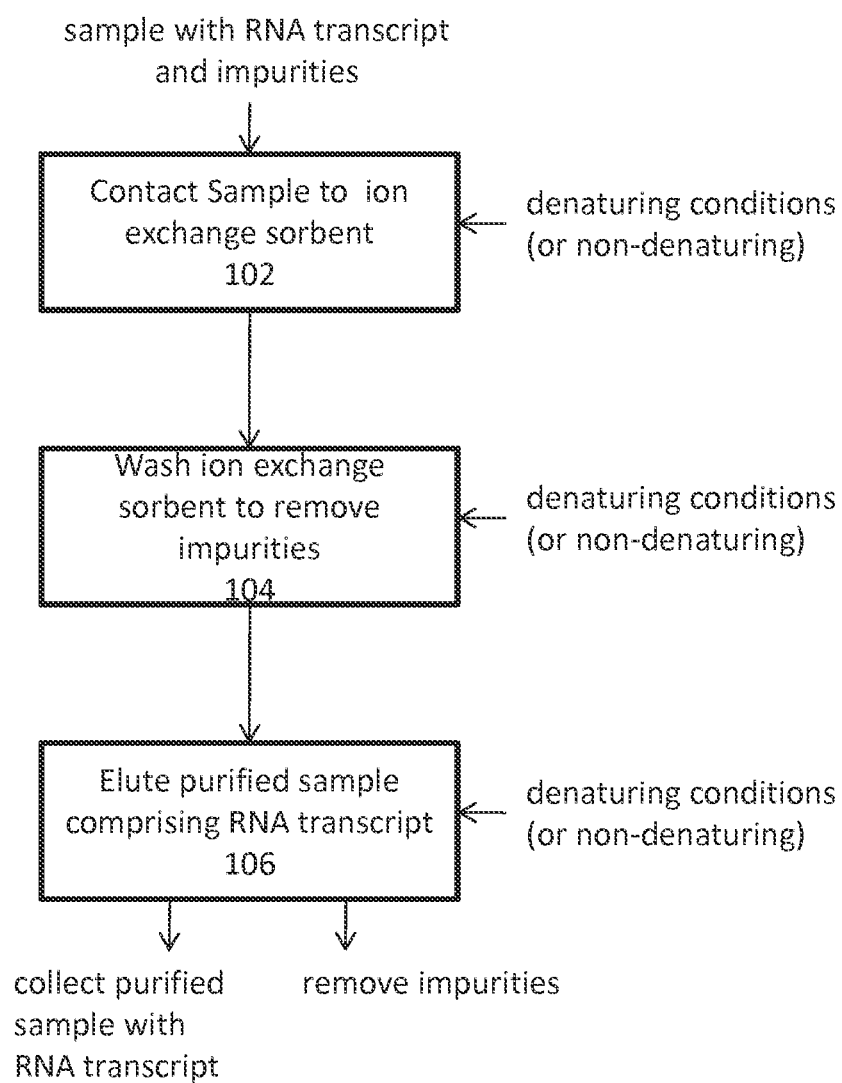 sample with RNA transcript
and impurities
Contact Sample to ion
exchange sorbent
102
denaturing conditions
(or non-denaturing)
Wash ion exchange
sorbent to remove
impurities
104
denaturing conditions
(or non-denaturing)
Elute purified sample
comprising RNA transcript
106
denaturing conditions
(or non-denaturing)
collect purified
sample with
RNA transcript
remove impurities